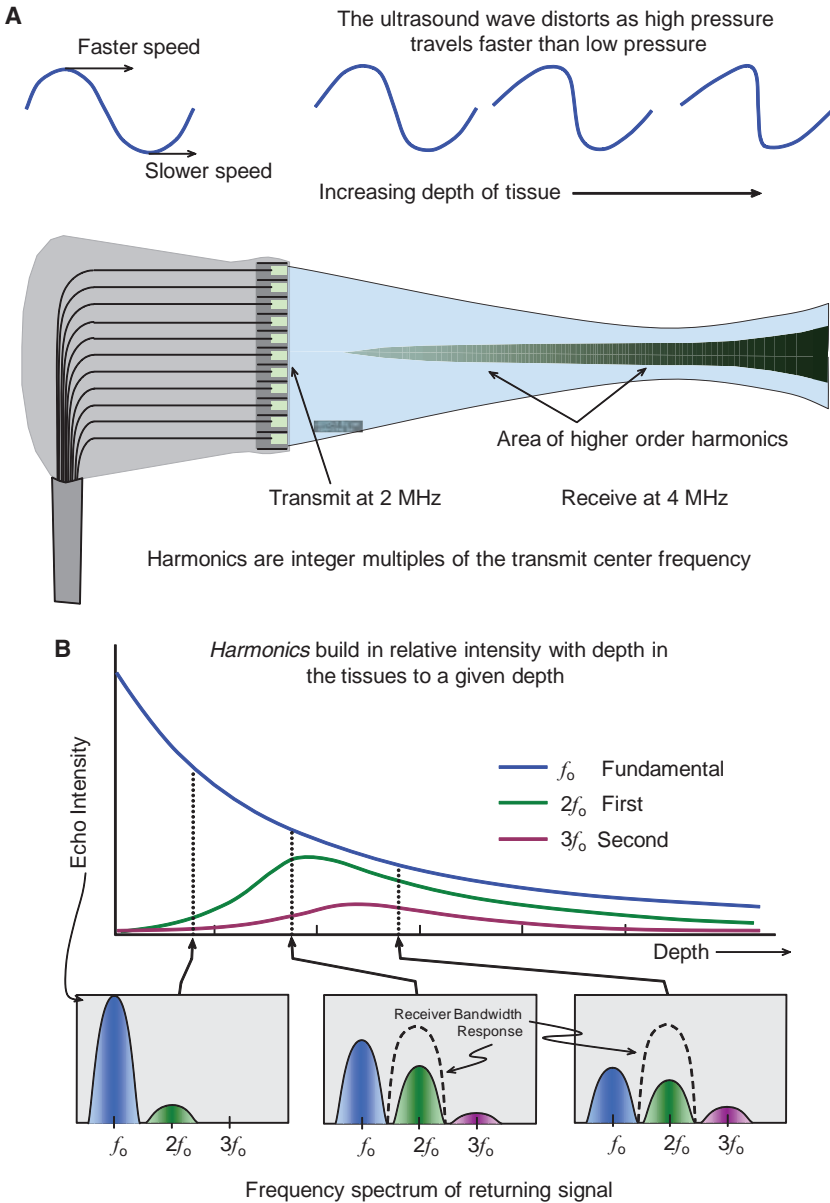 A
Faster speed
Slower speed
The ultrasound wave distorts as high pressure
travels faster than low pressure
Increasing depth of tissue
Area of higher order harmonics
Transmit at 2 MHz
Receive at 4 MHz
Harmonics are integer multiples of the transmit center frequency
B
Harmonics build in relative intensity with depth in
the tissues to a given depth
Echo Intensity
fo Fundamental
2fo First
3fo Second
Depth
Receiver Bandwidth
Response
fo 2fo 3fo
fo 2fo 3fo
fo 2fo 3fo
Frequency spectrum of returning signal